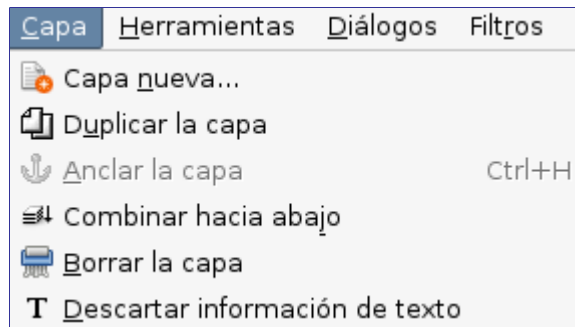 Capa Herramientas Diálogos Filtros
Capa nueva...
Duplicar la capa
Anclar la capa Ctrl+H
Combinar hacia abajo
Borrar la capa
T Descartar información de texto